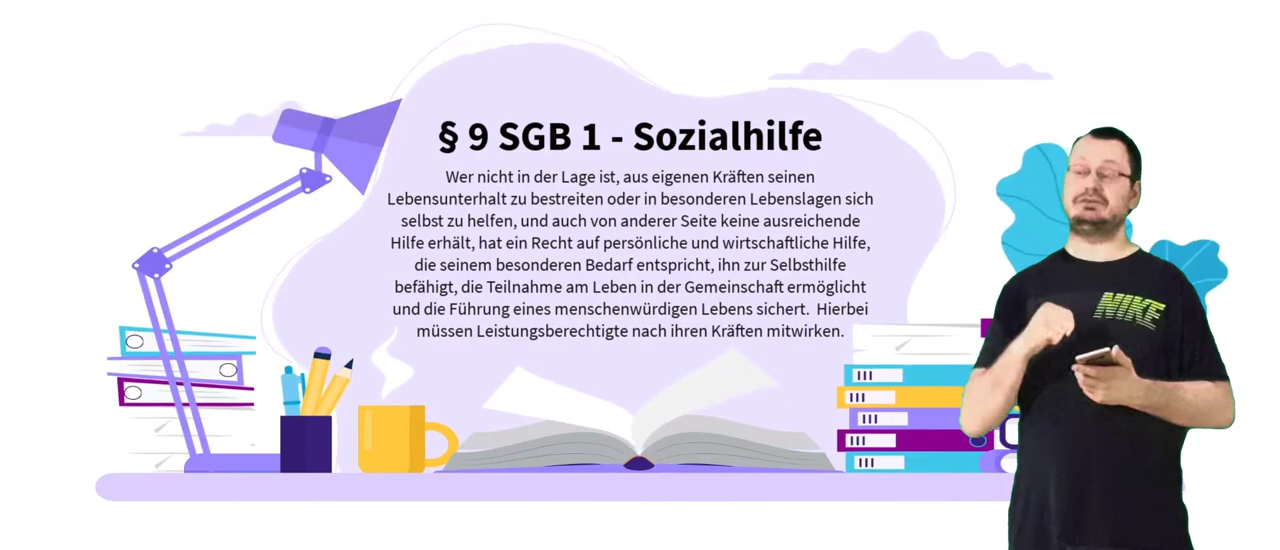 § 9 SGB 1 - Sozialhilfe
Wer nicht in der Lage ist, aus eigenen Kräften seinen
Lebensunterhalt zu bestreiten oder in besonderen Lebenslagen sich
selbst zu helfen, und auch von anderer Seite keine ausreichende
Hilfe erhält, hat ein Recht auf persönliche und wirtschaftliche Hilfe,
die seinem besonderen Bedarf entspricht, ihn zur Selbsthilfe
befähigt, die Teilnahme am Leben in der Gemeinschaft ermöglicht
und die Führung eines menschenwürdigen Lebens sichert. Hierbei
müssen Leistungsberechtigte nach ihren Kräften mitwirken.
NIKE